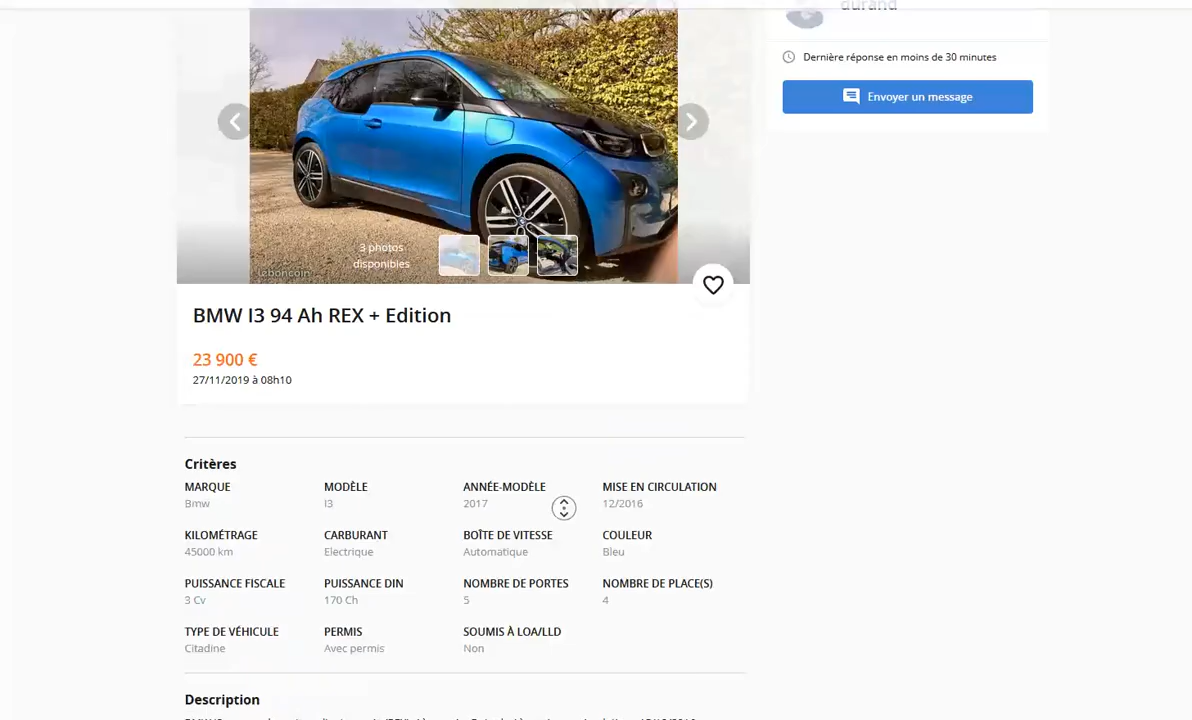 durand
Dernière réponse en moins de 30 minutes
Envoyer un message
3 photos
disponibles
leboncoin
BMW I3 94 Ah REX + Edition
23 900 €
27/11/2019 à 08h10
Critères
MARQUE MODÈLE ANNÉE-MODÈLE MISE EN CIRCULATION
Bmw I3 2017 12/2016
KILOMÉTRAGE CARBURANT BOÎTE DE VITESSE COULEUR
45000 km Electrique Automatique Bleu
PUISSANCE FISCALE PUISSANCE DIN NOMBRE DE PORTES NOMBRE DE PLACE(S)
3 Cv 170 Ch 5 4
TYPE DE VÉHICULE PERMIS SOUMIS À LOA/LLD
Citadine Avec permis Non
Description